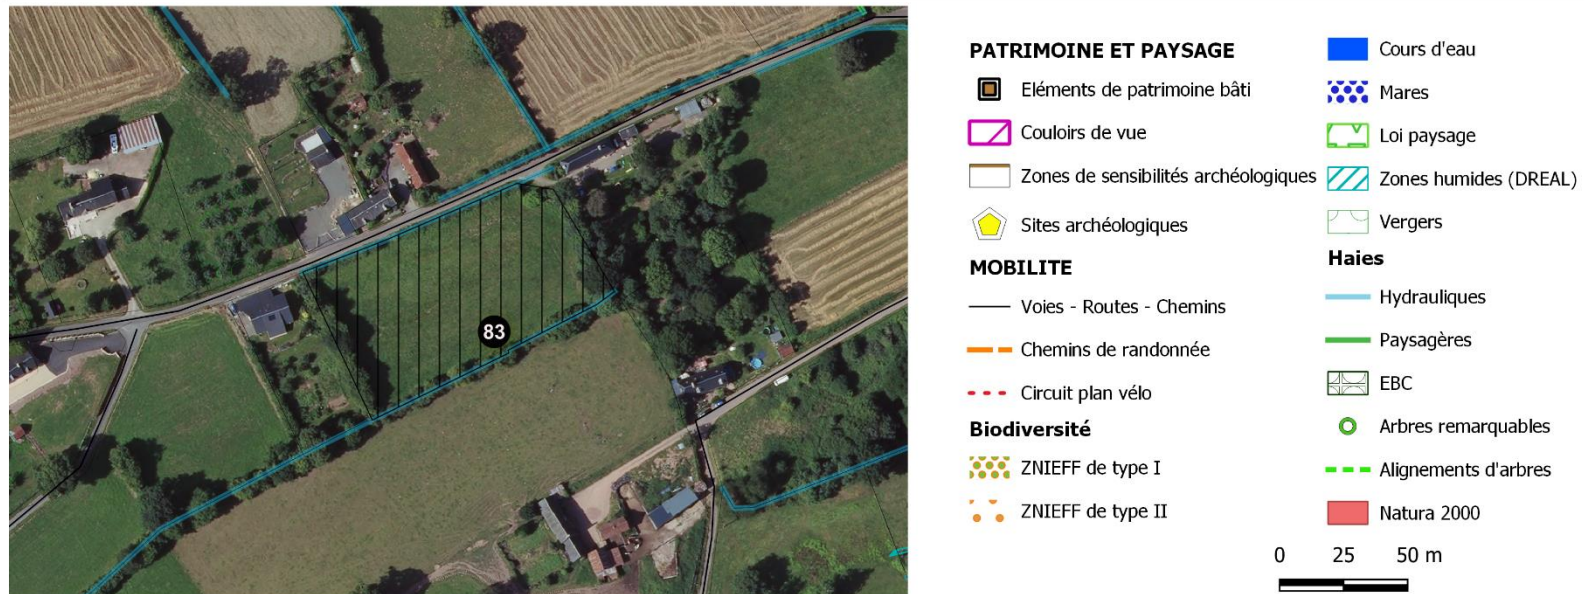 83
PATRIMOINE ET PAYSAGE
Eléments de patrimoine bâti
Couloirs de vue
Zones de sensibilités archéologiques
Sites archéologiques
MOBILITE
Voies - Routes - Chemins
Chemins de randonnée
Circuit plan vélo
Biodiversité
ZNIEFF de type I
ZNIEFF de type II
Cours d'eau
Mares
Loi paysage
Zones humides (DREAL)
Vergers
Haies
Hydrauliques
Paysagères
EBC
Arbres remarquables
Alignements d'arbres
Natura 2000
0 25 50 m